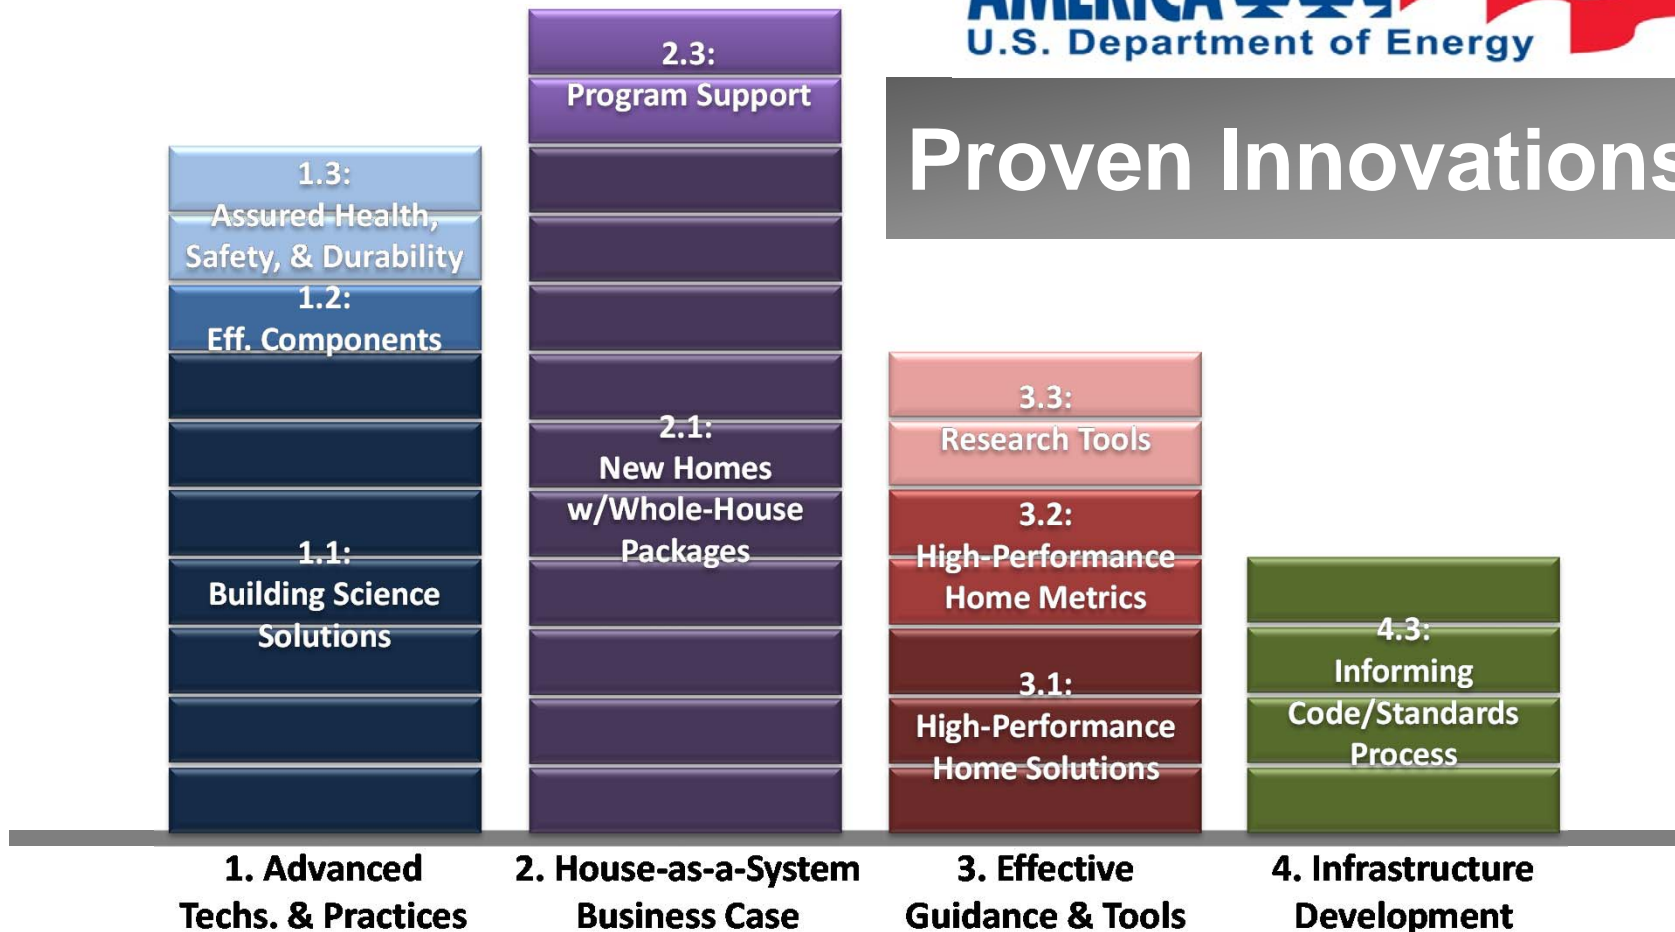 AMERICA
U.S. Department of Energy
Proven Innovations
2.3:
Program Support
1.3:
Assured Health,
Safety, & Durability
1.2:
Eff. Components
1.1:
Building Science
Solutions
2.1:
New Homes
w/Whole-House
Packages
3.3:
Research Tools
3.2:
High-Performance
Home Metrics
3.1:
High-Performance
Home Solutions
4.3:
Informing
Code/Standards
Process
1. Advanced
Techs. & Practices
2. House-as-a-System
Business Case
3. Effective
Guidance & Tools
4. Infrastructure
Development